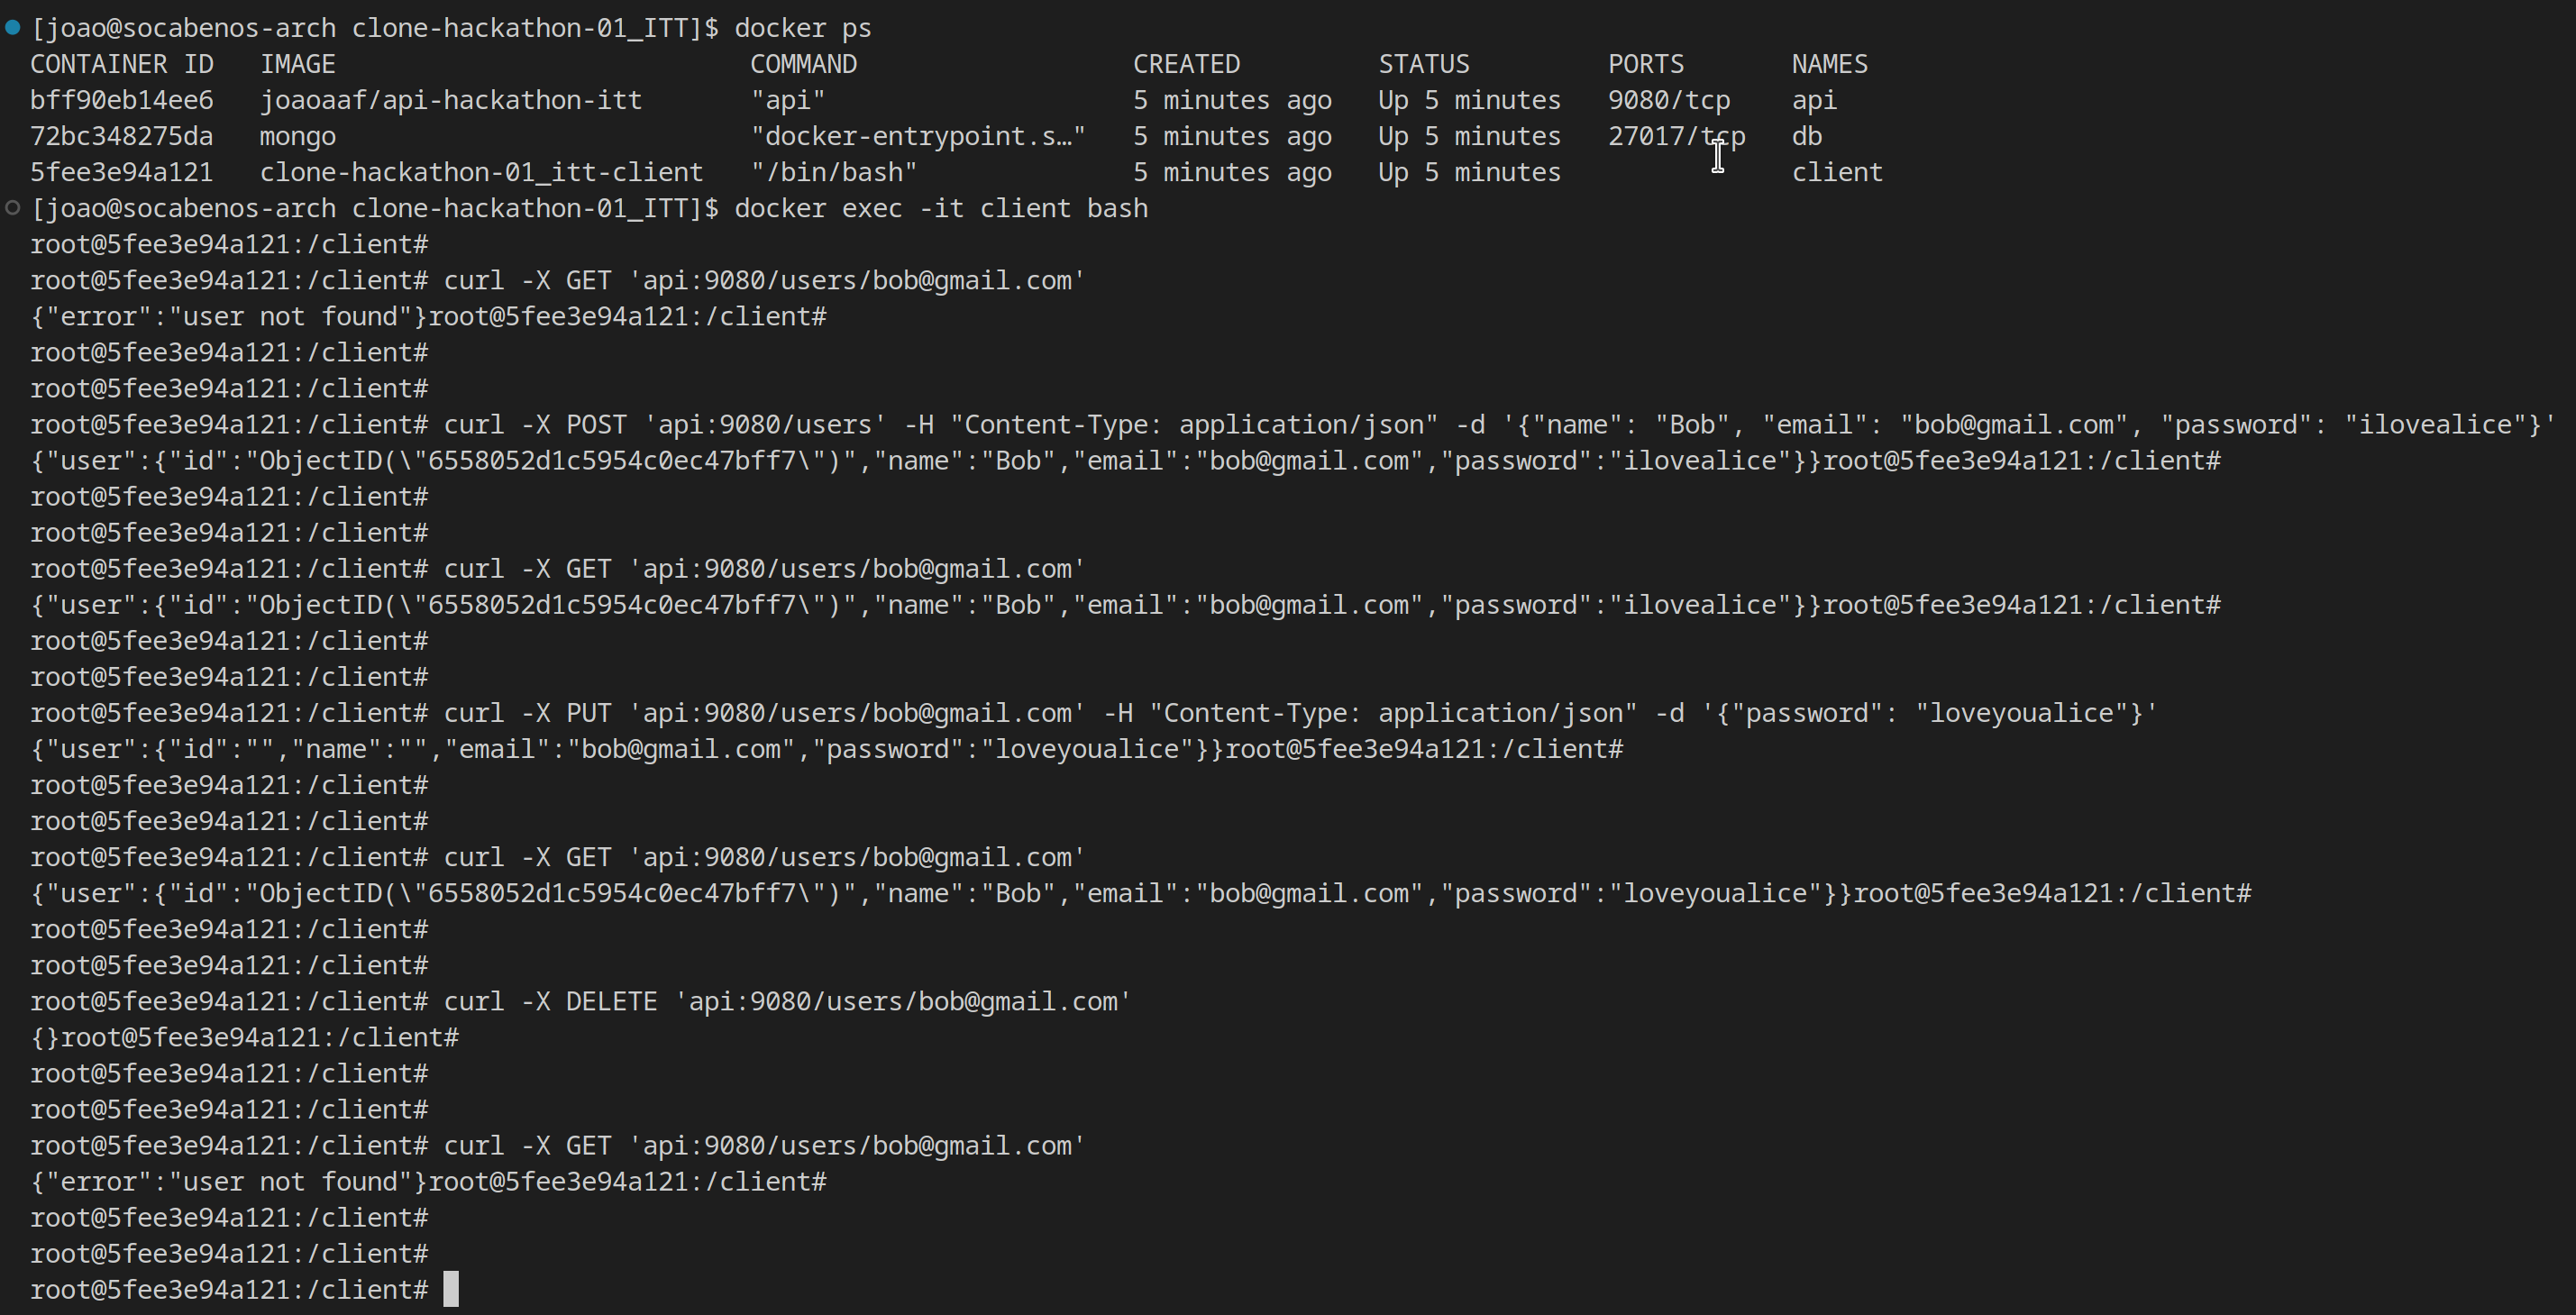 [joao@socabenos-arch clone-hackathon-01_ITT]$ docker ps
CONTAINER ID   IMAGE                           COMMAND                  CREATED         STATUS         PORTS       NAMES
bff90eb14ee6   joaoaaf/api-hackathon-itt       "api"                    5 minutes ago   Up 5 minutes   9080/tcp    api
72bc348275da   mongo                           "docker-entrypoint.s…"   5 minutes ago   Up 5 minutes   27017/tcp   db
5fee3e94a121   clone-hackathon-01_itt-client   "/bin/bash"              5 minutes ago   Up 5 minutes               client
[joao@socabenos-arch clone-hackathon-01_ITT]$ docker exec -it client bash
root@5fee3e94a121:/client#
root@5fee3e94a121:/client# curl -X GET 'api:9080/users/bob@gmail.com'
{"error":"user not found"}root@5fee3e94a121:/client#
root@5fee3e94a121:/client#
root@5fee3e94a121:/client#
root@5fee3e94a121:/client# curl -X POST 'api:9080/users' -H "Content-Type: application/json" -d '{"name": "Bob", "email": "bob@gmail.com", "password": "ilovealice"}'
{"user":{"id":"ObjectID(\"6558052d1c5954c0ec47bff7\")","name":"Bob","email":"bob@gmail.com","password":"ilovealice"}}root@5fee3e94a121:/client#
root@5fee3e94a121:/client#
root@5fee3e94a121:/client#
root@5fee3e94a121:/client# curl -X GET 'api:9080/users/bob@gmail.com'
{"user":{"id":"ObjectID(\"6558052d1c5954c0ec47bff7\")","name":"Bob","email":"bob@gmail.com","password":"ilovealice"}}root@5fee3e94a121:/client#
root@5fee3e94a121:/client#
root@5fee3e94a121:/client#
root@5fee3e94a121:/client# curl -X PUT 'api:9080/users/bob@gmail.com' -H "Content-Type: application/json" -d '{"password": "loveyoualice"}'
{"user":{"id":"","name":"","email":"bob@gmail.com","password":"loveyoualice"}}root@5fee3e94a121:/client#
root@5fee3e94a121:/client#
root@5fee3e94a121:/client#
root@5fee3e94a121:/client# curl -X GET 'api:9080/users/bob@gmail.com'
{"user":{"id":"ObjectID(\"6558052d1c5954c0ec47bff7\")","name":"Bob","email":"bob@gmail.com","password":"loveyoualice"}}root@5fee3e94a121:/client#
root@5fee3e94a121:/client#
root@5fee3e94a121:/client#
root@5fee3e94a121:/client# curl -X DELETE 'api:9080/users/bob@gmail.com'
{}root@5fee3e94a121:/client#
root@5fee3e94a121:/client#
root@5fee3e94a121:/client#
root@5fee3e94a121:/client# curl -X GET 'api:9080/users/bob@gmail.com'
{"error":"user not found"}root@5fee3e94a121:/client#
root@5fee3e94a121:/client#
root@5fee3e94a121:/client#
root@5fee3e94a121:/client#